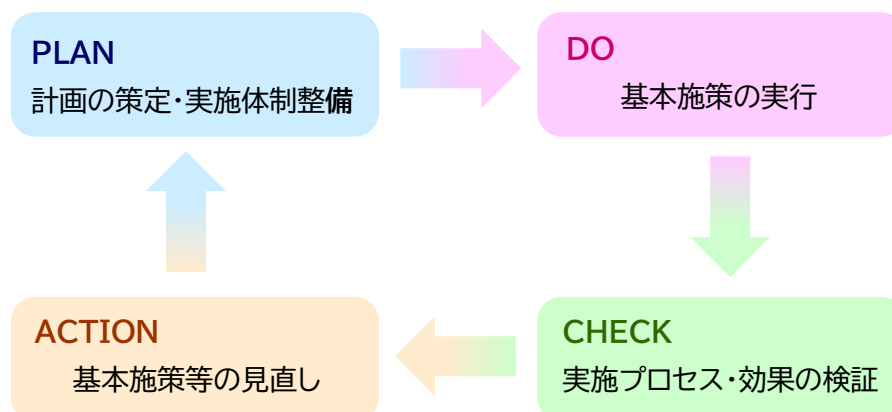 PLAN
計画の策定・実施体制整備
DO
基本施策の実行
ACTION
基本施策等の見直し
CHECK
実施プロセス・効果の検証